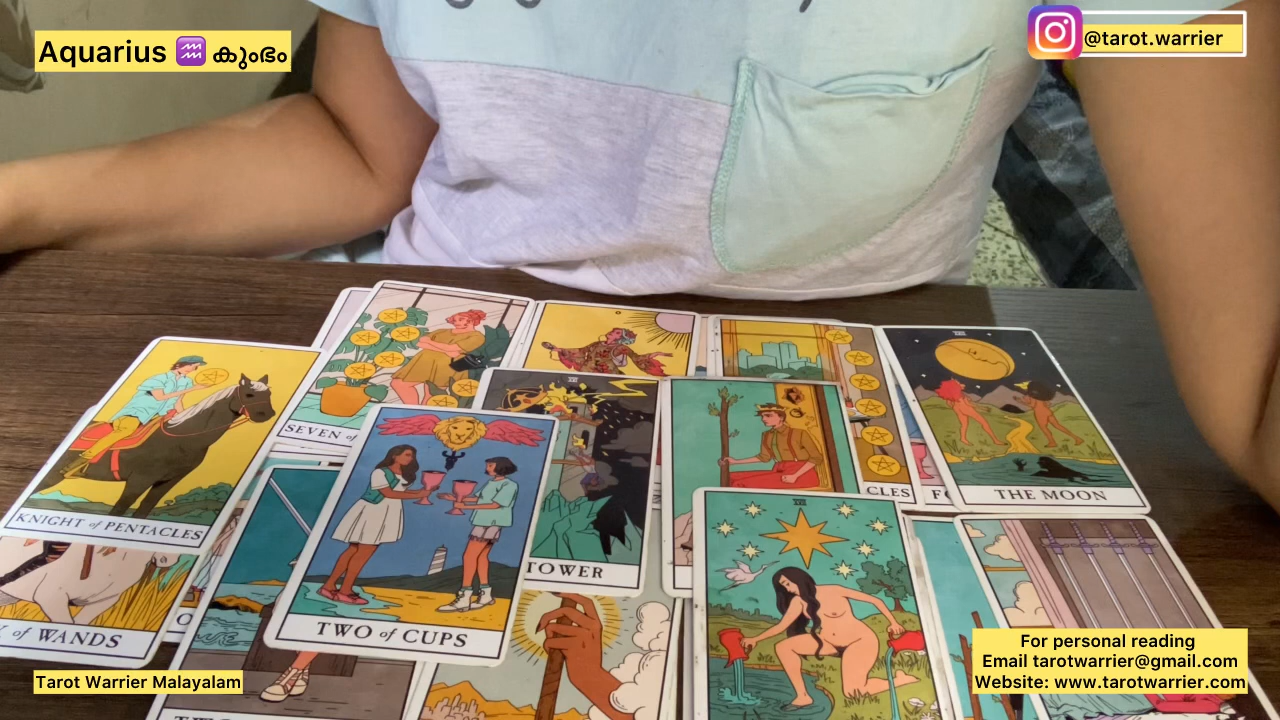 Aquarius ♒ കുംഭം
@tarot.warrier
SEVEN of
KNIGHT of PENTACLES
CLES
THE MOON
TOWER
of WANDS
TWO of CUPS
For personal reading
Email tarotwarrier@gmail.com
Website: www.tarotwarrier.com
Tarot Warrier Malayalam